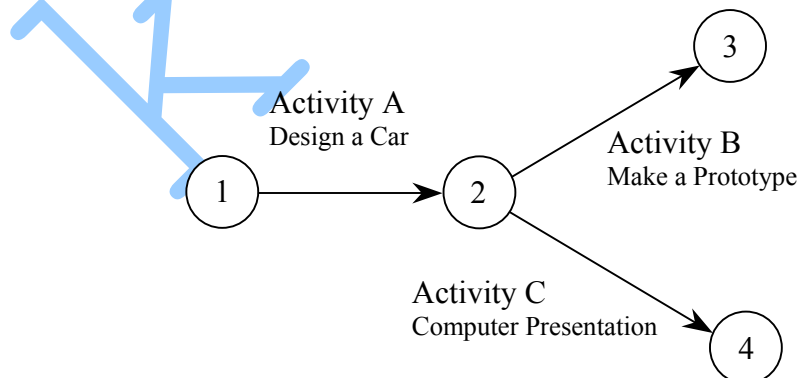 3
Activity A
Design a Car
Activity B
Make a Prototype
1
2
Activity C
Computer Presentation
4